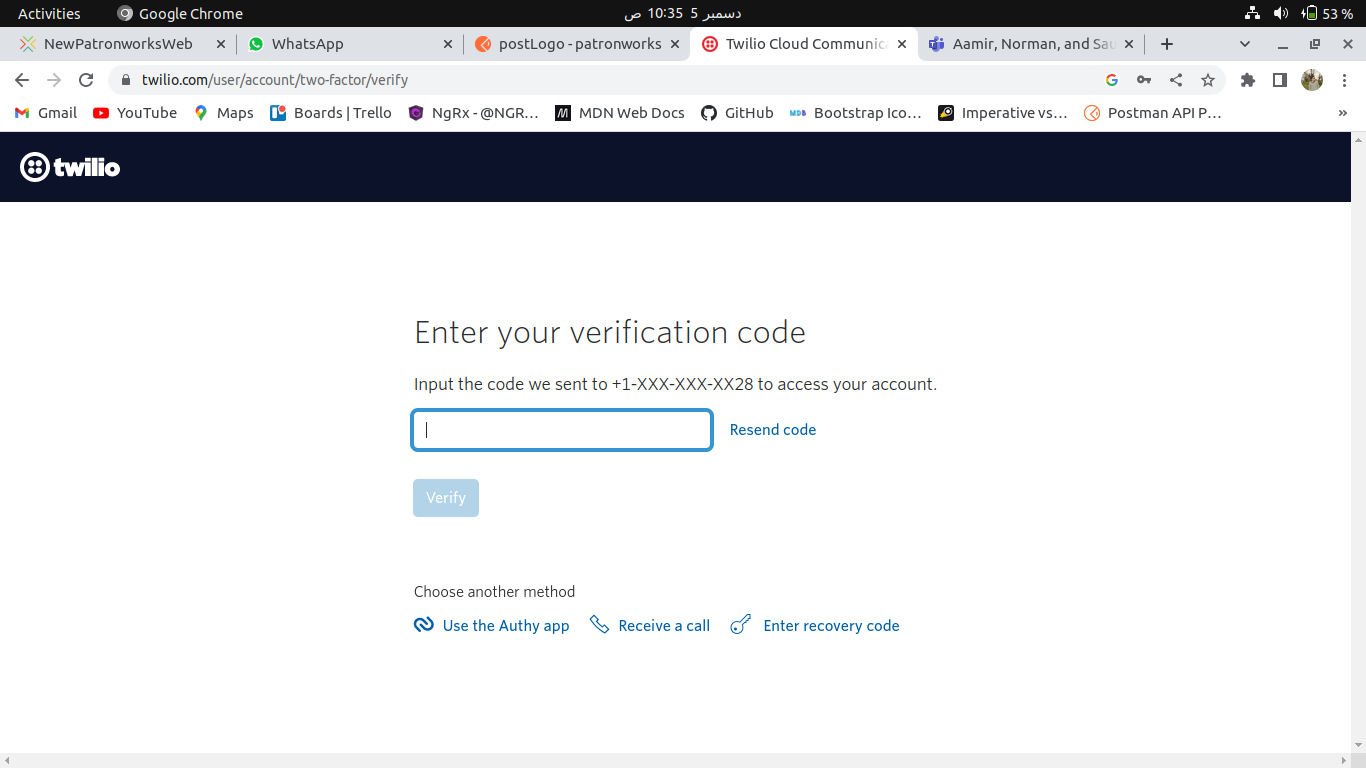 Activities Google Chrome دسمبر 5 10:35 ص 53 %
NewPatronworksWeb WhatsApp postLogo - patronworks Twilio Cloud Communic Aamir, Norman, and Sau
twilio.com/user/account/two-factor/verify
Gmail YouTube Maps Boards | Trello NgRx - @NGR... MDN Web Docs GitHub Bootstrap Ico... Imperative vs... Postman API P... »
twilio
Enter your verification code
Input the code we sent to +1-XXX-XXX-XX28 to access your account.
Resend code
Verify
Choose another method
Use the Authy app Receive a call Enter recovery code